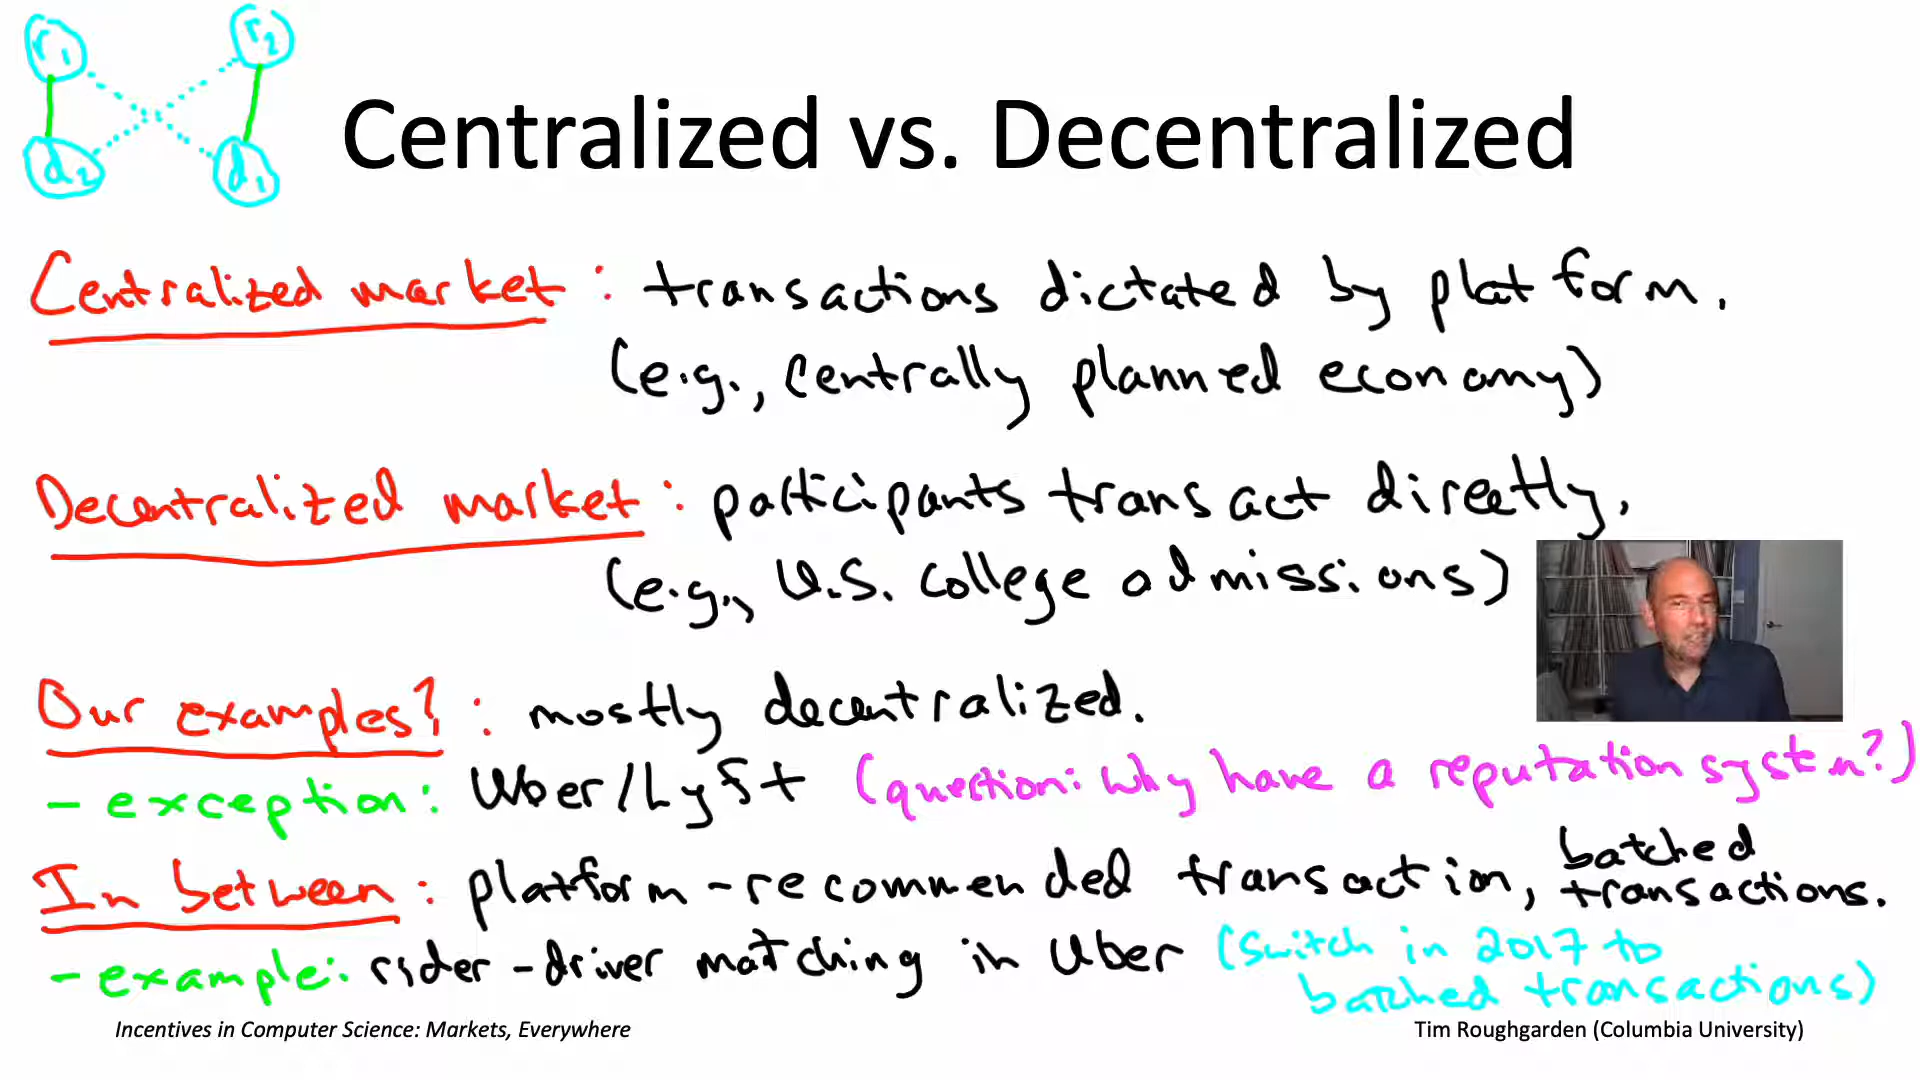 r1 r2
d2 d1
Centralized vs. Decentralized
Centralized market: transactions dictated by platform.
(e.g., centrally planned economy)
Decentralized market: participants transact directly.
(e.g., U.S. college admissions)
Our examples?: mostly decentralized.
- exception: Uber/Lyft (question: why have a reputation system?)
In between: platform-recommended transaction, batched transactions.
- example: rider-driver matching in Uber (switch in 2017 to
batched transactions)
Incentives in Computer Science: Markets, Everywhere
Tim Roughgarden (Columbia University)